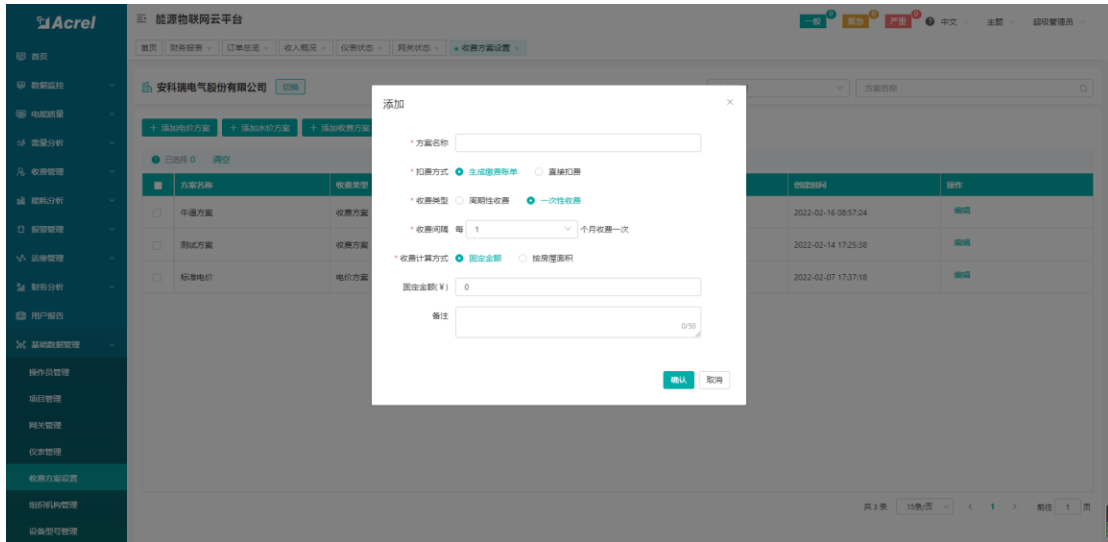 Acrel
能源物联网云平台
一般 0 紧急 0 严重 0 中文 主题 超级管理员
首页 财务报表 订单总览 收入概况 仪表状态 网关状态 收费方案设置
首页
数据监控
电能质量
能量分析
收费管理
能耗分析
报警管理
运维管理
财务分析
用户报告
基础数据管理
操作员管理
项目管理
网关管理
仪表管理
收费方案设置
组织机构管理
设备型号管理
安科瑞电气股份有限公司 切换
方案名称
+ 添加电价方案 + 添加水价方案 + 添加收费方案
已选择 0 清空
方案名称 收费类型 创建时间 操作
牛逼方案 收费方案 2022-02-16 08:57:24 编辑
测试方案 收费方案 2022-02-14 17:25:38 编辑
标准电价 电价方案 2022-02-07 17:37:18 编辑
添加 ×
* 方案名称
* 扣费方式 生成缴费账单 直接扣费
* 收费类型 周期性收费 一次性收费
* 收费间隔 每 1 个月收费一次
* 收费计算方式 固定金额 按房屋面积
固定金额(¥) 0
备注
0/50
确认 取消
共 3 条 15条/页 < 1 > 前往 1 页